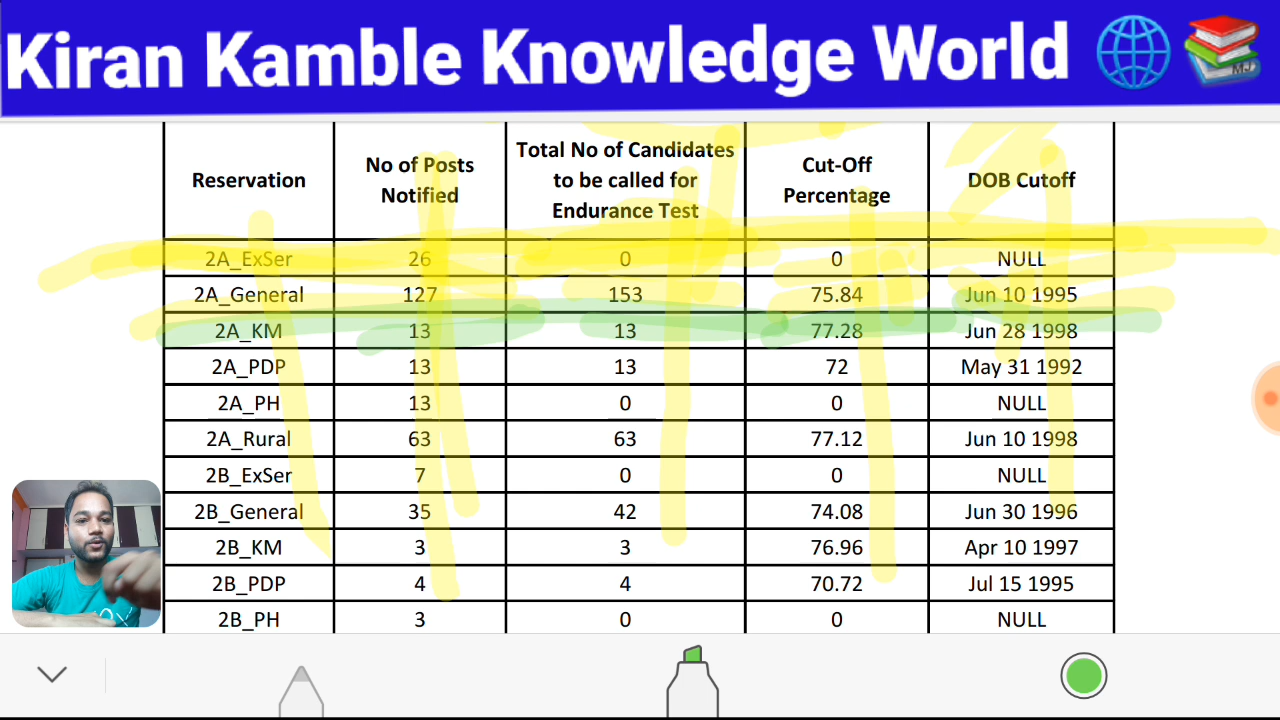 Kiran Kamble Knowledge World
MJ
Reservation No of Posts Notified Total No of Candidates to be called for Endurance Test Cut-Off Percentage DOB Cutoff
2A_ExSer 26 0 0 NULL
2A_General 127 153 75.84 Jun 10 1995
2A_KM 13 13 77.28 Jun 28 1998
2A_PDP 13 13 72 May 31 1992
2A_PH 13 0 0 NULL
2A_Rural 63 63 77.12 Jun 10 1998
2B_ExSer 7 0 0 NULL
2B_General 35 42 74.08 Jun 30 1996
2B_KM 3 3 76.96 Apr 10 1997
2B_PDP 4 4 70.72 Jul 15 1995
2B_PH 3 0 0 NULL